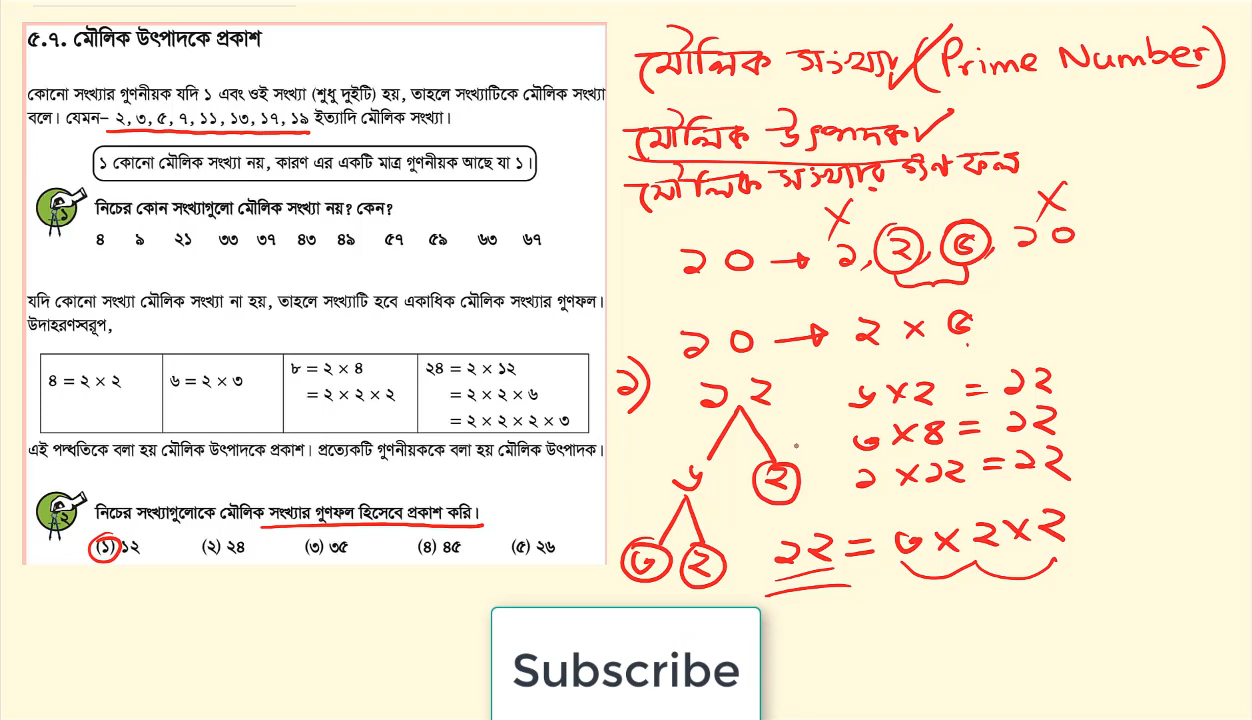 ৫.৭. মৌলিক উৎপাদকে প্রকাশ
কোনো সংখ্যার গুণনীয়ক যদি ১ এবং ওই সংখ্যা (শুধু দুইটি) হয়, তাহলে সংখ্যাটিকে মৌলিক সংখ্যা
বলে। যেমন– ২, ৩, ৫, ৭, ১১, ১৩, ১৭, ১৯ ইত্যাদি মৌলিক সংখ্যা।
১ কোনো মৌলিক সংখ্যা নয়, কারণ এর একটি মাত্র গুণনীয়ক আছে যা ১।
১
নিচের কোন সংখ্যাগুলো মৌলিক সংখ্যা নয়? কেন?
৪ ৯ ২১ ৩৩ ৩৭ ৪৩ ৪৯ ৫৭ ৫৯ ৬৩ ৬৭
যদি কোনো সংখ্যা মৌলিক সংখ্যা না হয়, তাহলে সংখ্যাটি হবে একাধিক মৌলিক সংখ্যার গুণফল।
উদাহরণস্বরূপ,
৪ = ২ × ২
৬ = ২ × ৩
৮ = ২ × ৪
= ২ × ২ × ২
২৪ = ২ × ১২
= ২ × ২ × ৬
= ২ × ২ × ২ × ৩
এই পদ্ধতিকে বলা হয় মৌলিক উৎপাদকে প্রকাশ। প্রত্যেকটি গুণনীয়ককে বলা হয় মৌলিক উৎপাদক।
২
নিচের সংখ্যাগুলোকে মৌলিক সংখ্যার গুণফল হিসেবে প্রকাশ করি।
(১) ১২ (২) ২৪ (৩) ৩৫ (৪) ৪৫ (৫) ২৬
মৌলিক সংখ্যা (Prime Number)
মৌলিক উৎপাদক
মৌলিক সংখ্যার গুণ ফল
১০ → ১, ২, ৫, ১০
১০ → ২ × ৫
১) ১২
৬ ২
৩ ২
৬ × ২ = ১২
৩ × ৪ = ১২
১ × ১২ = ১২
১২ = ৩ × ২ × ২
Subscribe